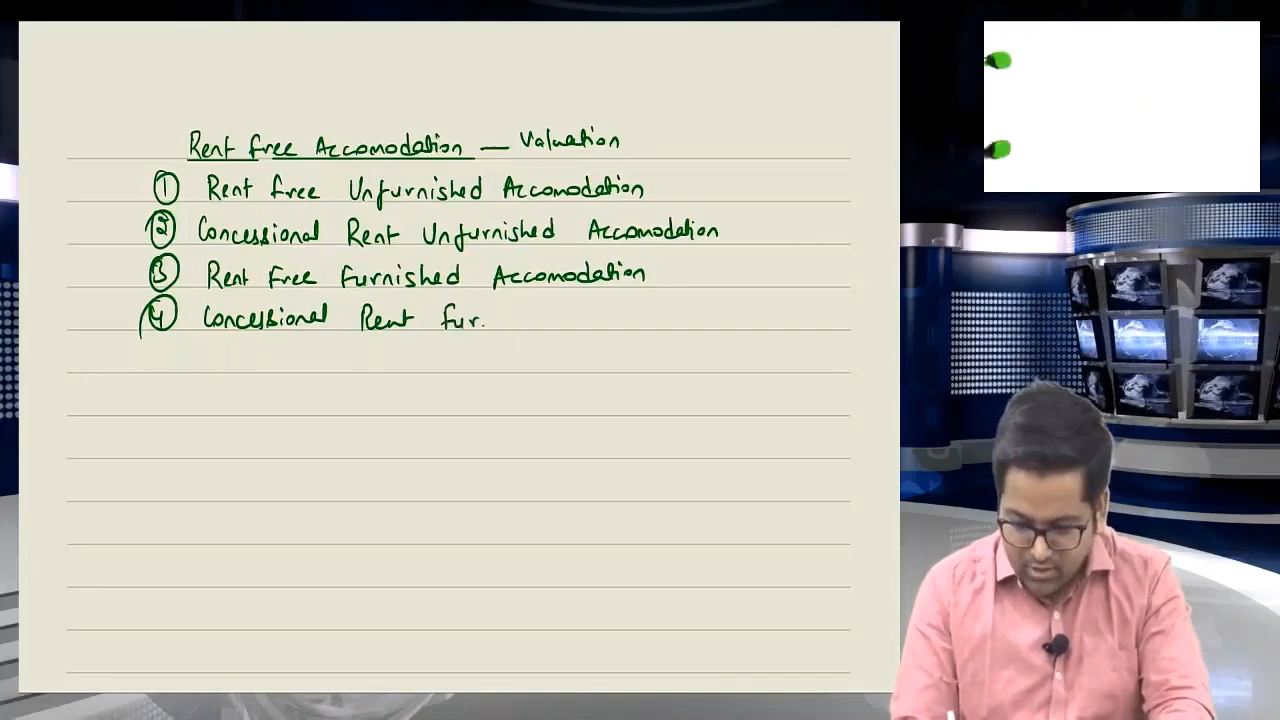 Rent free Accomodation — Valuation
1 Rent free Unfurnished Accomodation
2 Concessional Rent Unfurnished Accomodation
3 Rent Free Furnished Accomodation
4 Concessional Rent fur.